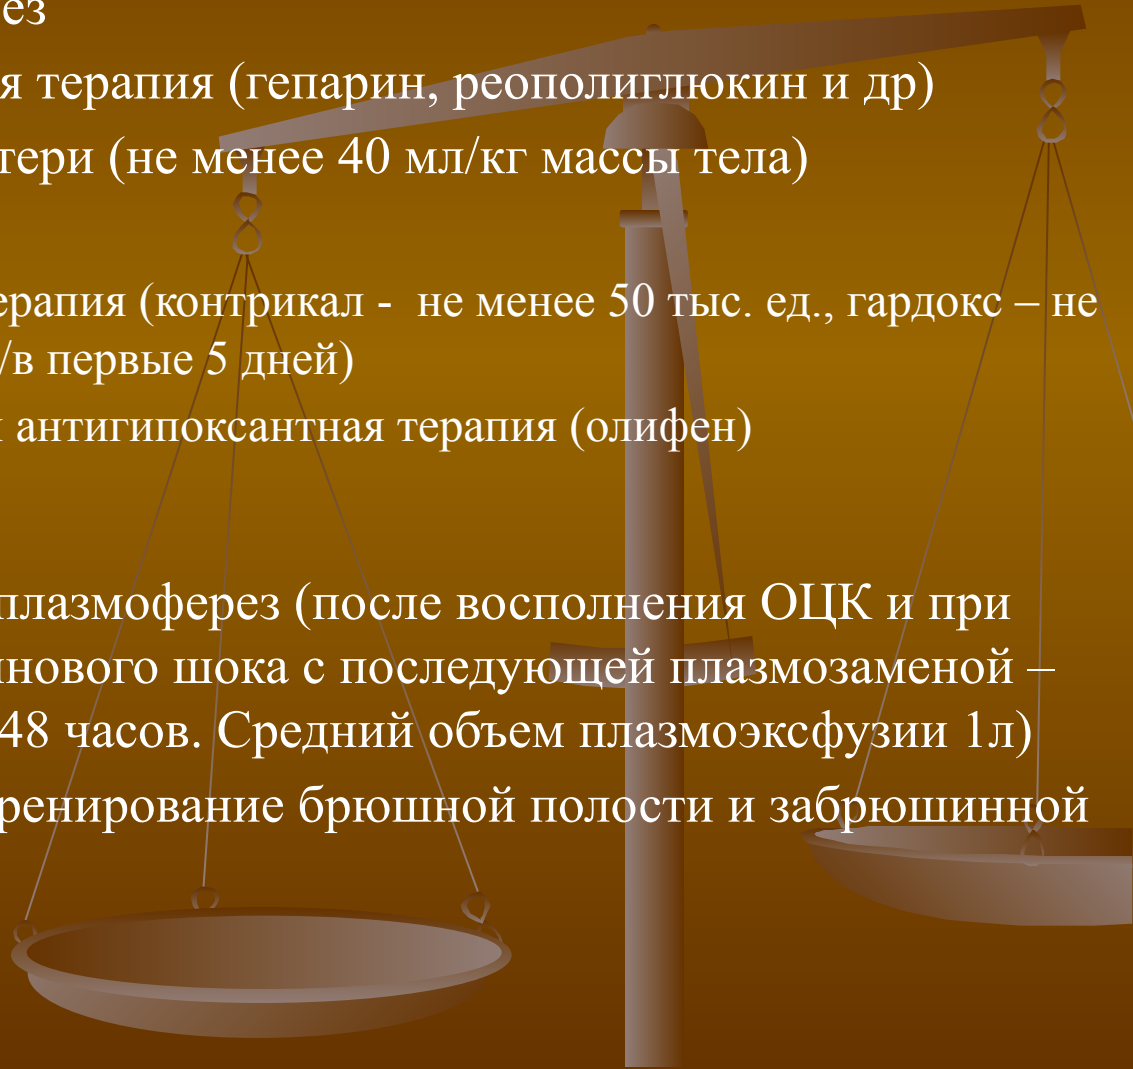 ез
я терапия (гепарин, реополиглюкин и др)
тери (не менее 40 мл/кг массы тела)
ерапия (контрикал - не менее 50 тыс. ед., гардокс – не
/в первые 5 дней)
антигипоксантная терапия (олифен)
плазмоферез (после восполнения ОЦК и при
нового шока с последующей плазмозаменой –
48 часов. Средний объем плазмоэксфузии 1л)
ренирование брюшной полости и забрюшинной